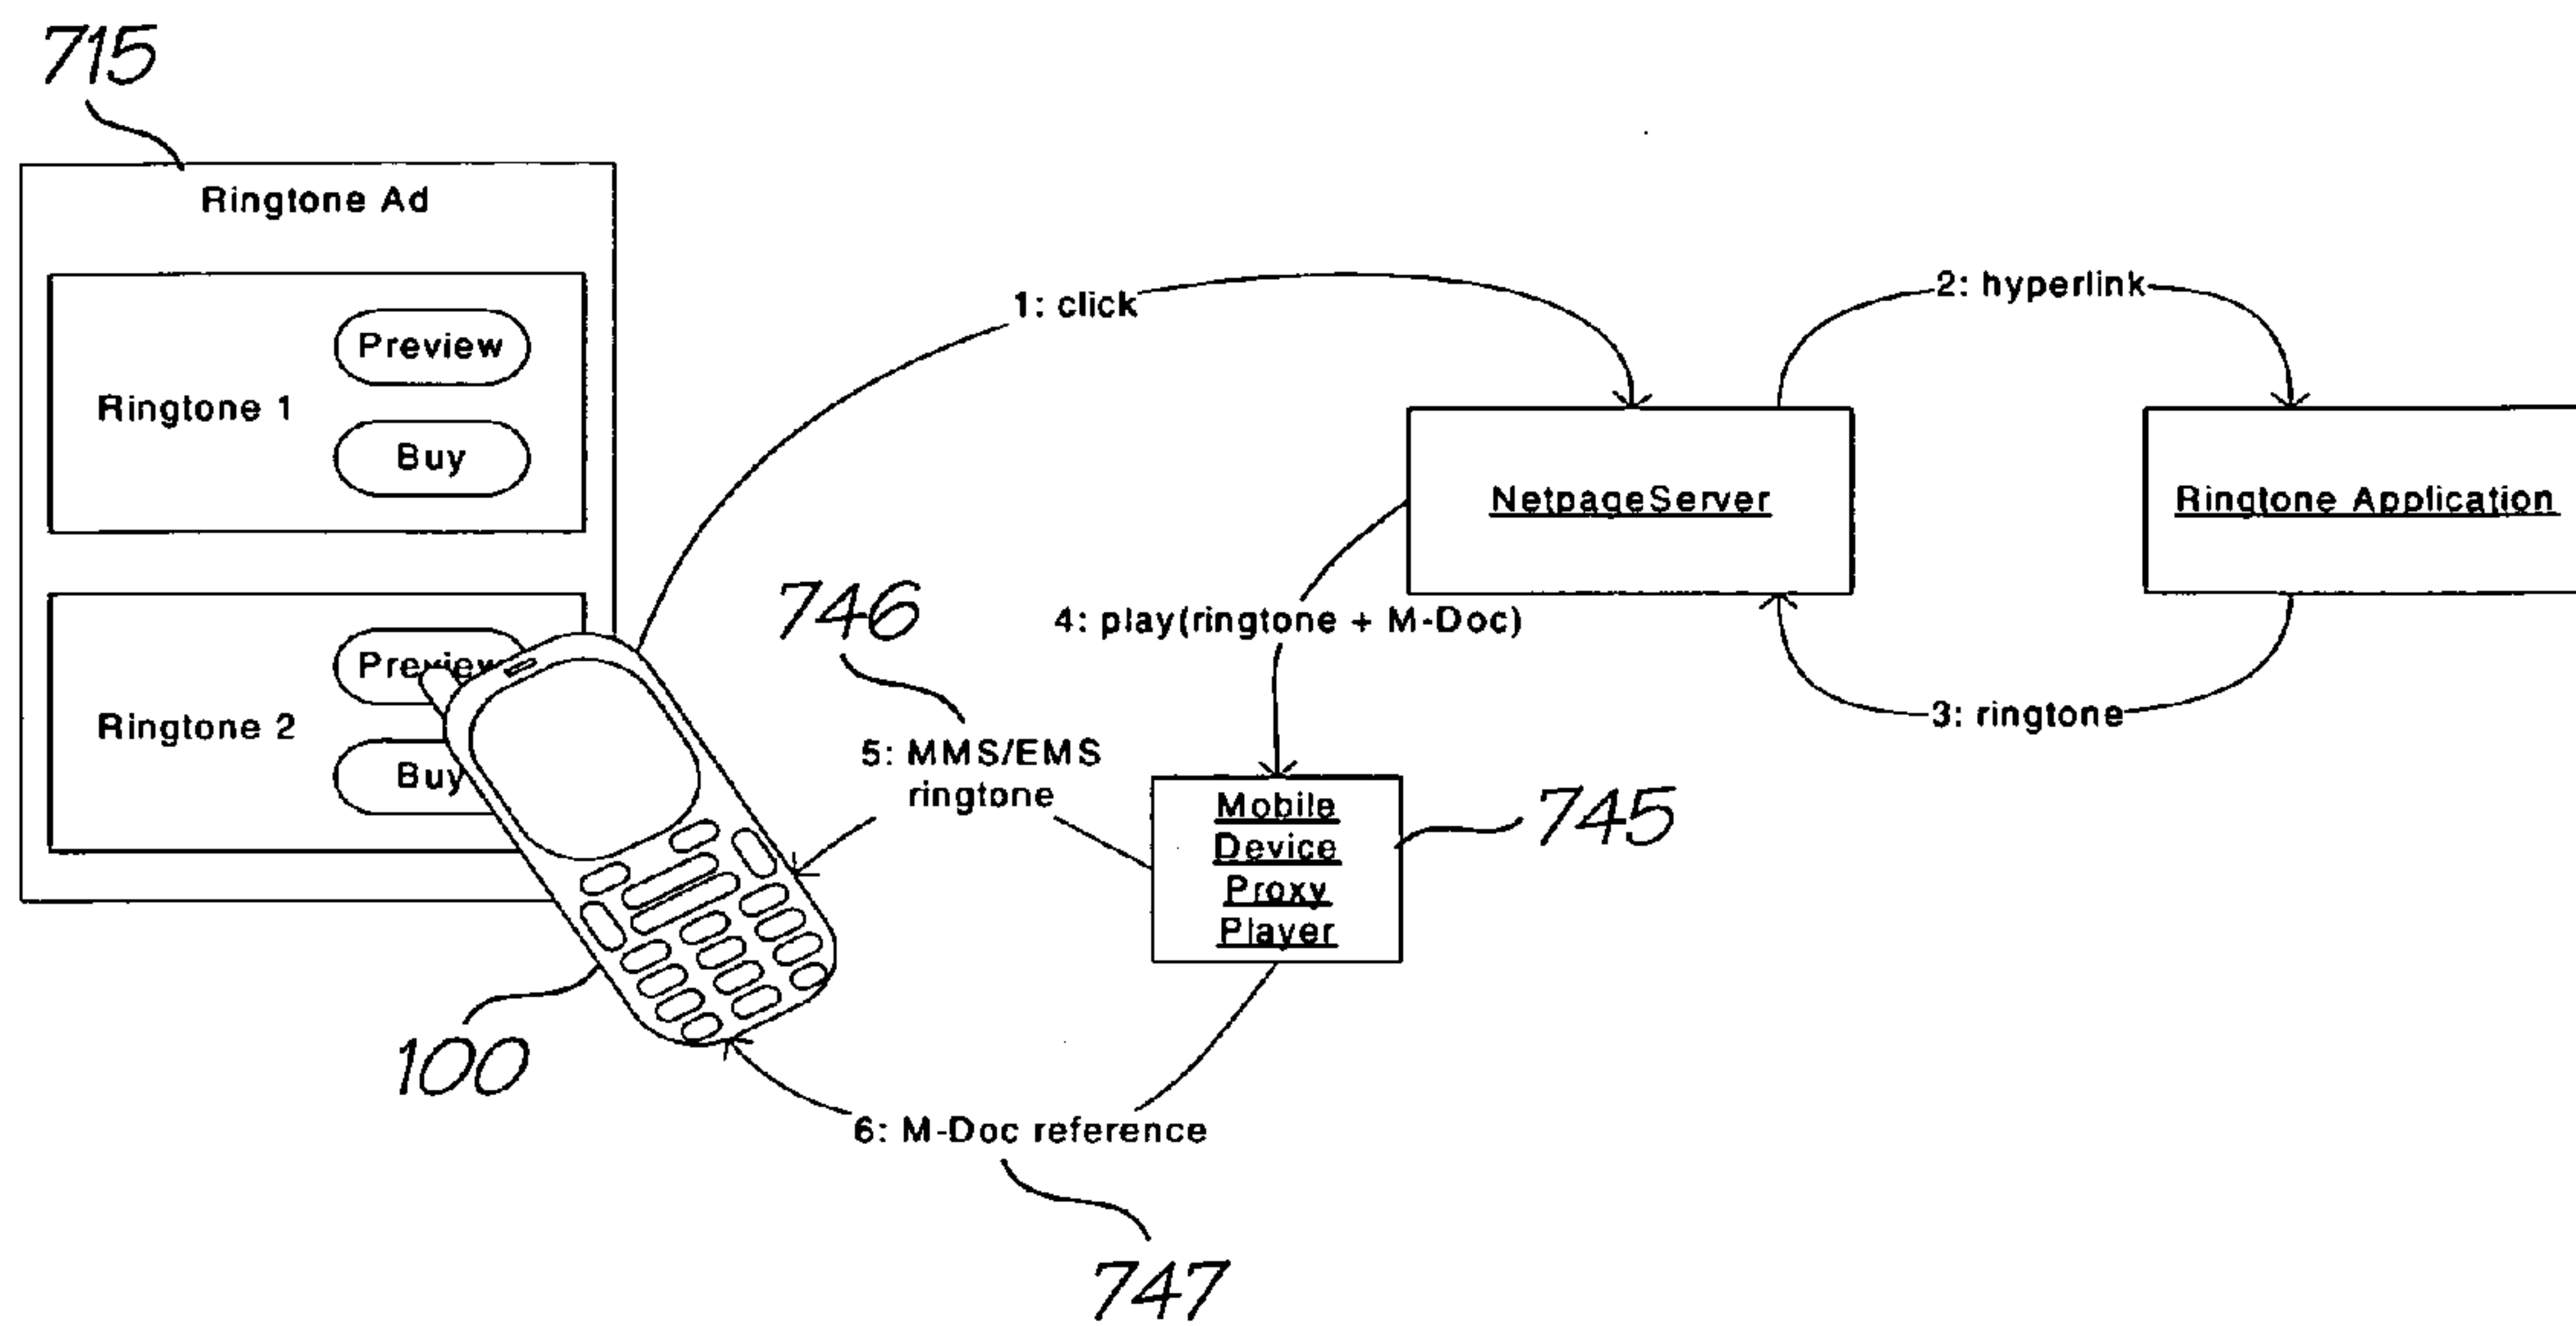 715
Ringtone Ad
Ringtone 1
Preview
Buy
Ringtone 2
Preview
Buy
100
1: click
2: hyperlink
NetpageServer
Ringtone Application
3: ringtone
4: play(ringtone + M-Doc)
746
5: MMS/EMS
ringtone
Mobile
Device
Proxy
Player
745
6: M-Doc reference
747